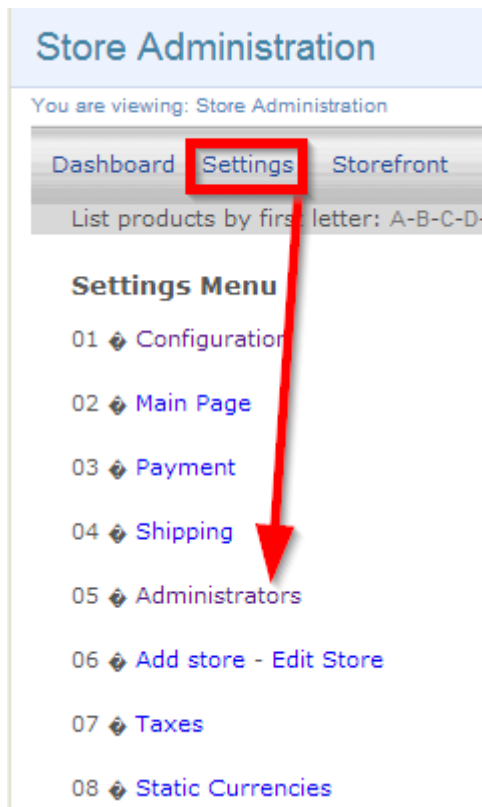 Store Administration
You are viewing: Store Administration
Dashboard Settings Storefront
List products by first letter: A-B-C-D-
Settings Menu
01 � Configuration
02 � Main Page
03 � Payment
04 � Shipping
05 � Administrators
06 � Add store - Edit Store
07 � Taxes
08 � Static Currencies